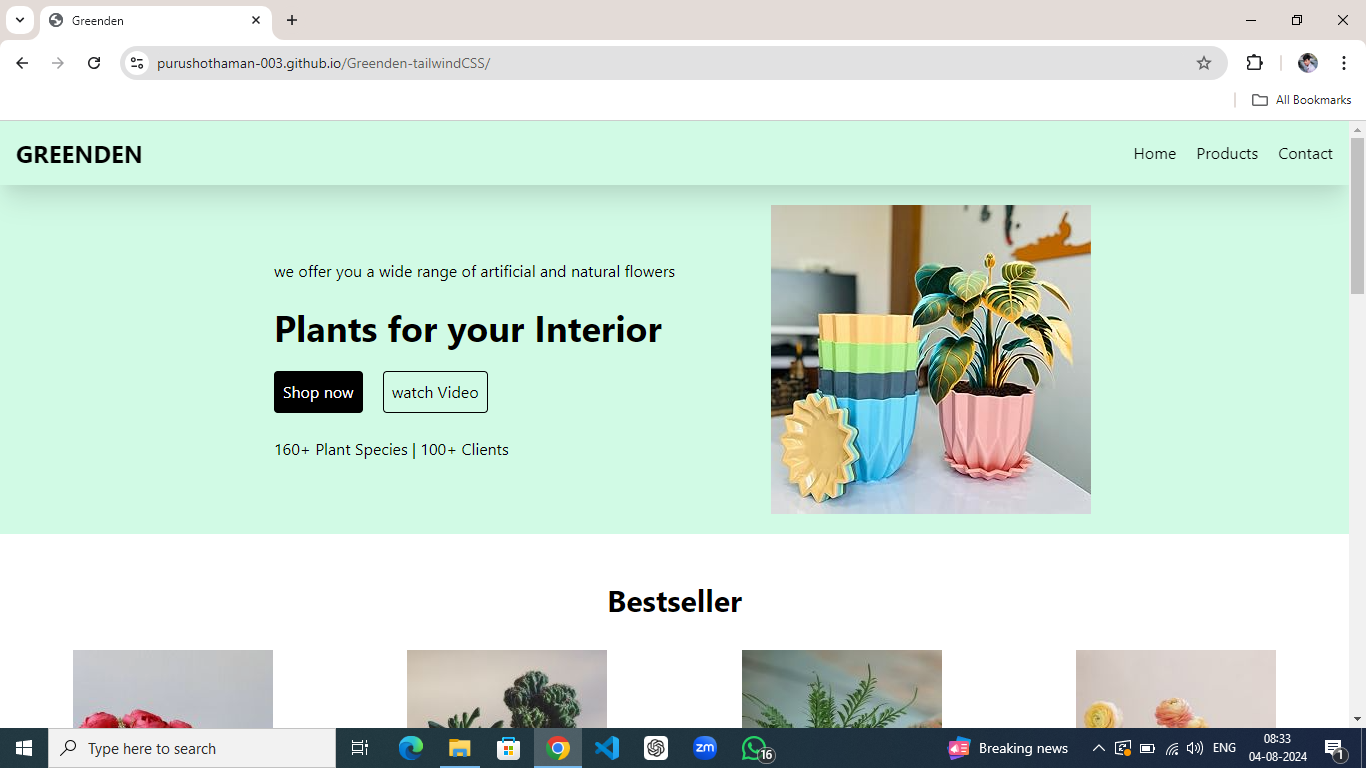 Greenden
purushothaman-003.github.io/Greenden-tailwindCSS/
All Bookmarks
GREENDEN
Home Products Contact
we offer you a wide range of artificial and natural flowers
Plants for your Interior
Shop now watch Video
160+ Plant Species | 100+ Clients
Bestseller
Type here to search
zm
16
Breaking news
ENG
08:33
04-08-2024
1